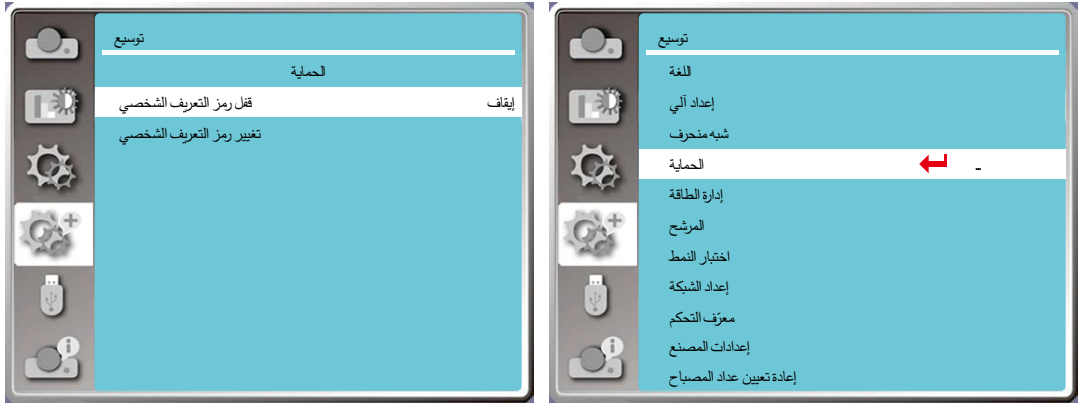 توسيع
اللغة
إعداد آلي
شبه منحرف
الحماية -
إدارة الطاقة
المرشح
اختبار النمط
إعداد الشبكة
معرّف التحكم
إعدادات المصنع
إعادة تعيين عداد المصباح
توسيع
الحماية
قفل رمز التعريف الشخصي إيقاف
تغيير رمز التعريف الشخصي